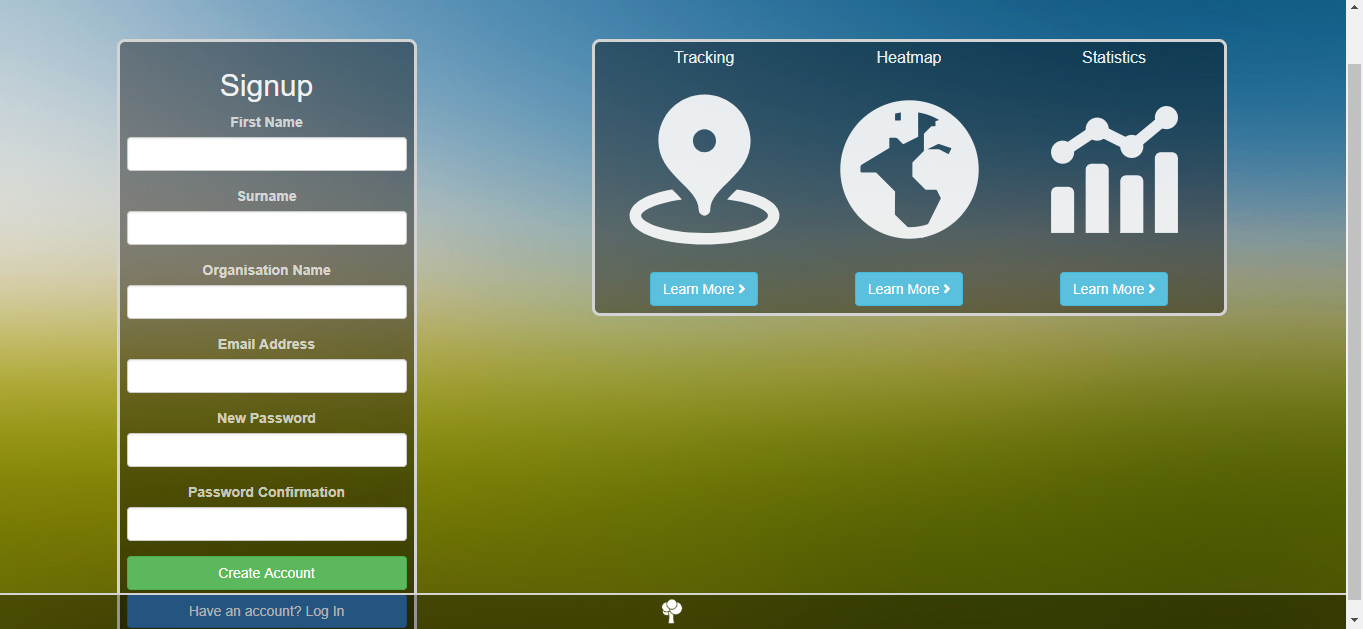 Signup
First Name
Surname
Organisation Name
Email Address
New Password
Password Confirmation
Create Account
Have an account? Log In
Tracking
Heatmap
Statistics
Learn More
Learn More
Learn More